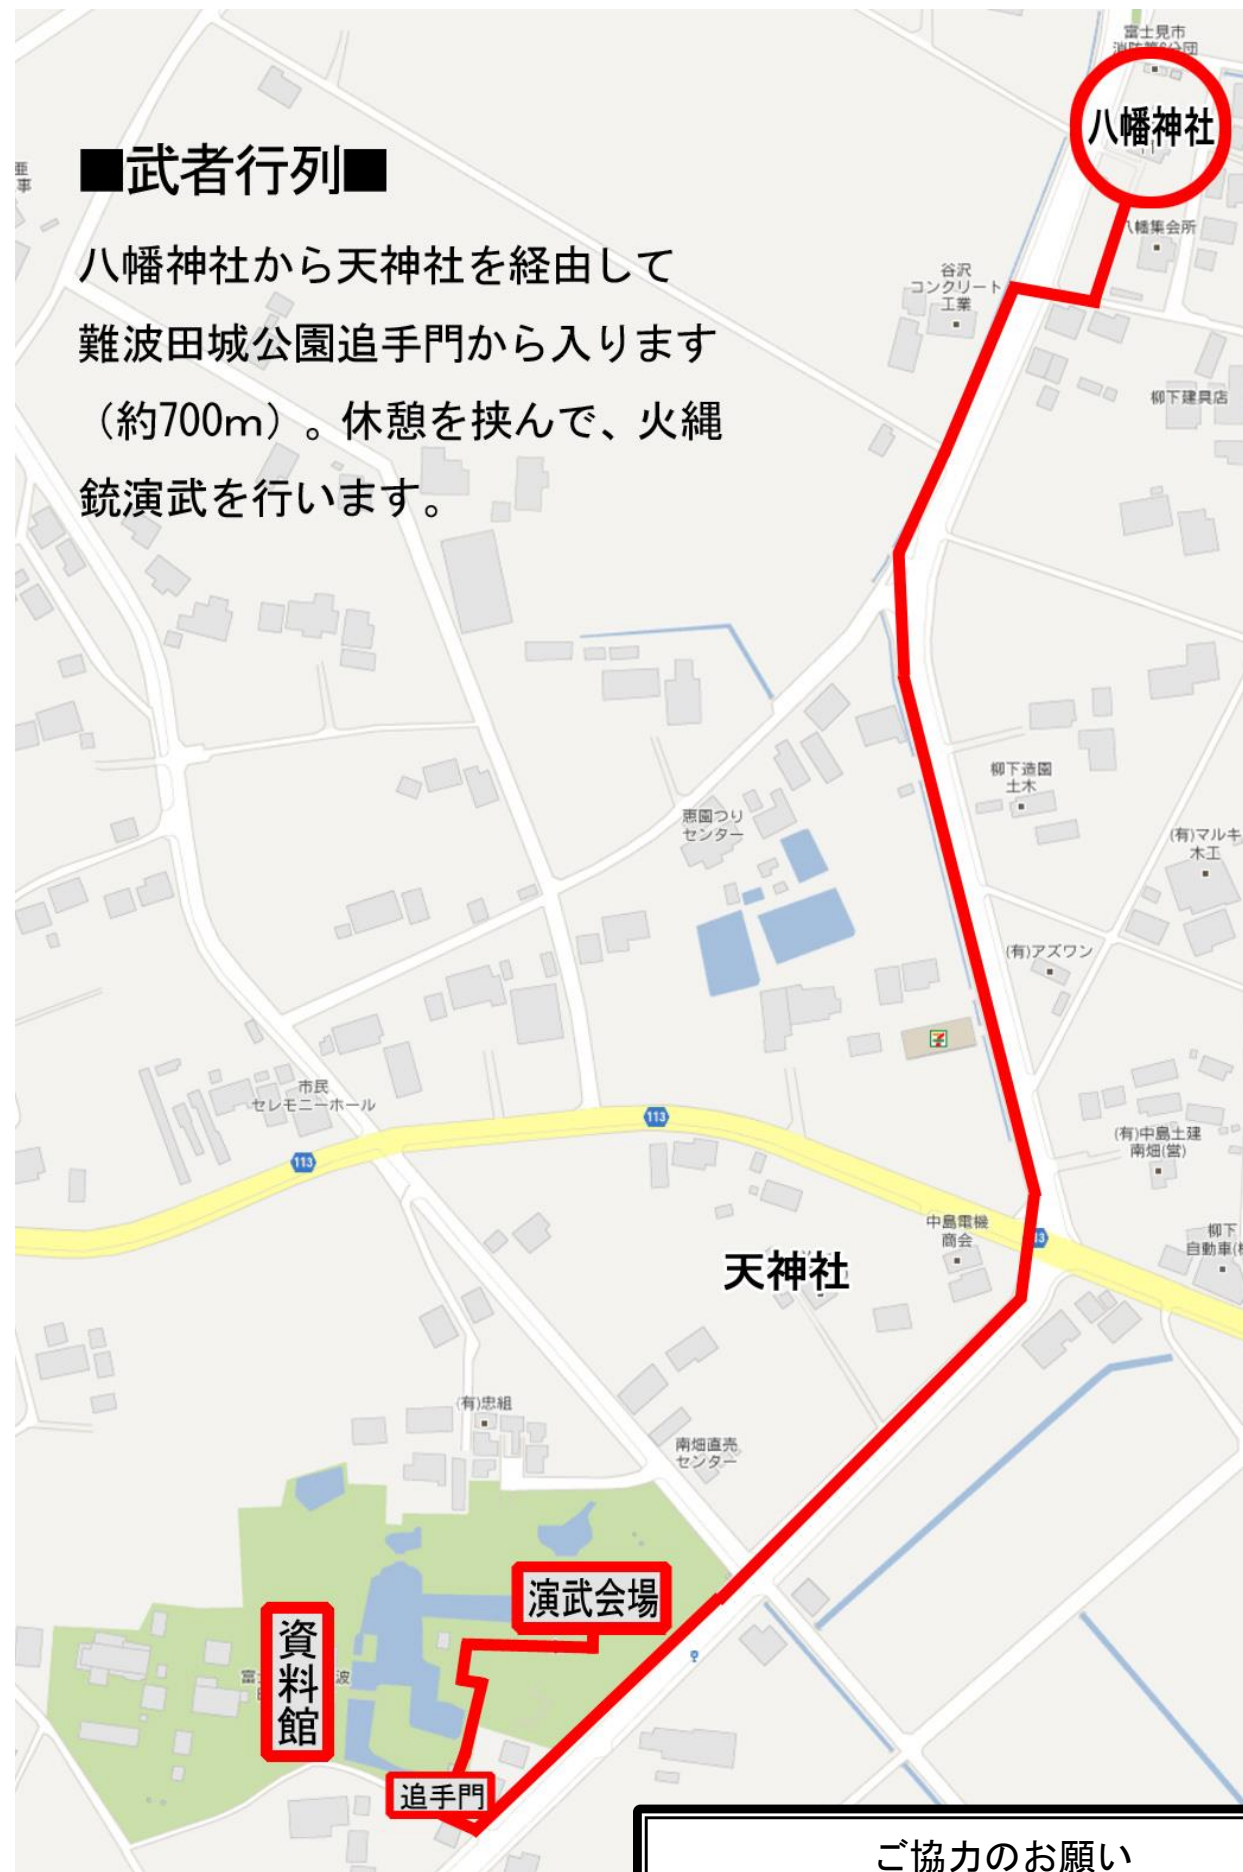 富士見市
八幡神社
■武者行列■
八幡神社から天神社を経由して
難波田城公園追手門から入ります
（約700m）。休憩を挟んで、火縄
銃演武を行います。
八幡集会所
谷沢
コンクリート
工業
柳下建具店
柳下造園
土木
恵園つり
センター
(有)マルキ
木工
(有)アズワン
市民
セレモニーホール
113
113
(有)中島土建
南畑(営)
中島電機
商会
柳下
自動車(
天神社
(有)忠組
南畑直売
センター
演武会場
資料館
追手門
ご協力のお願い